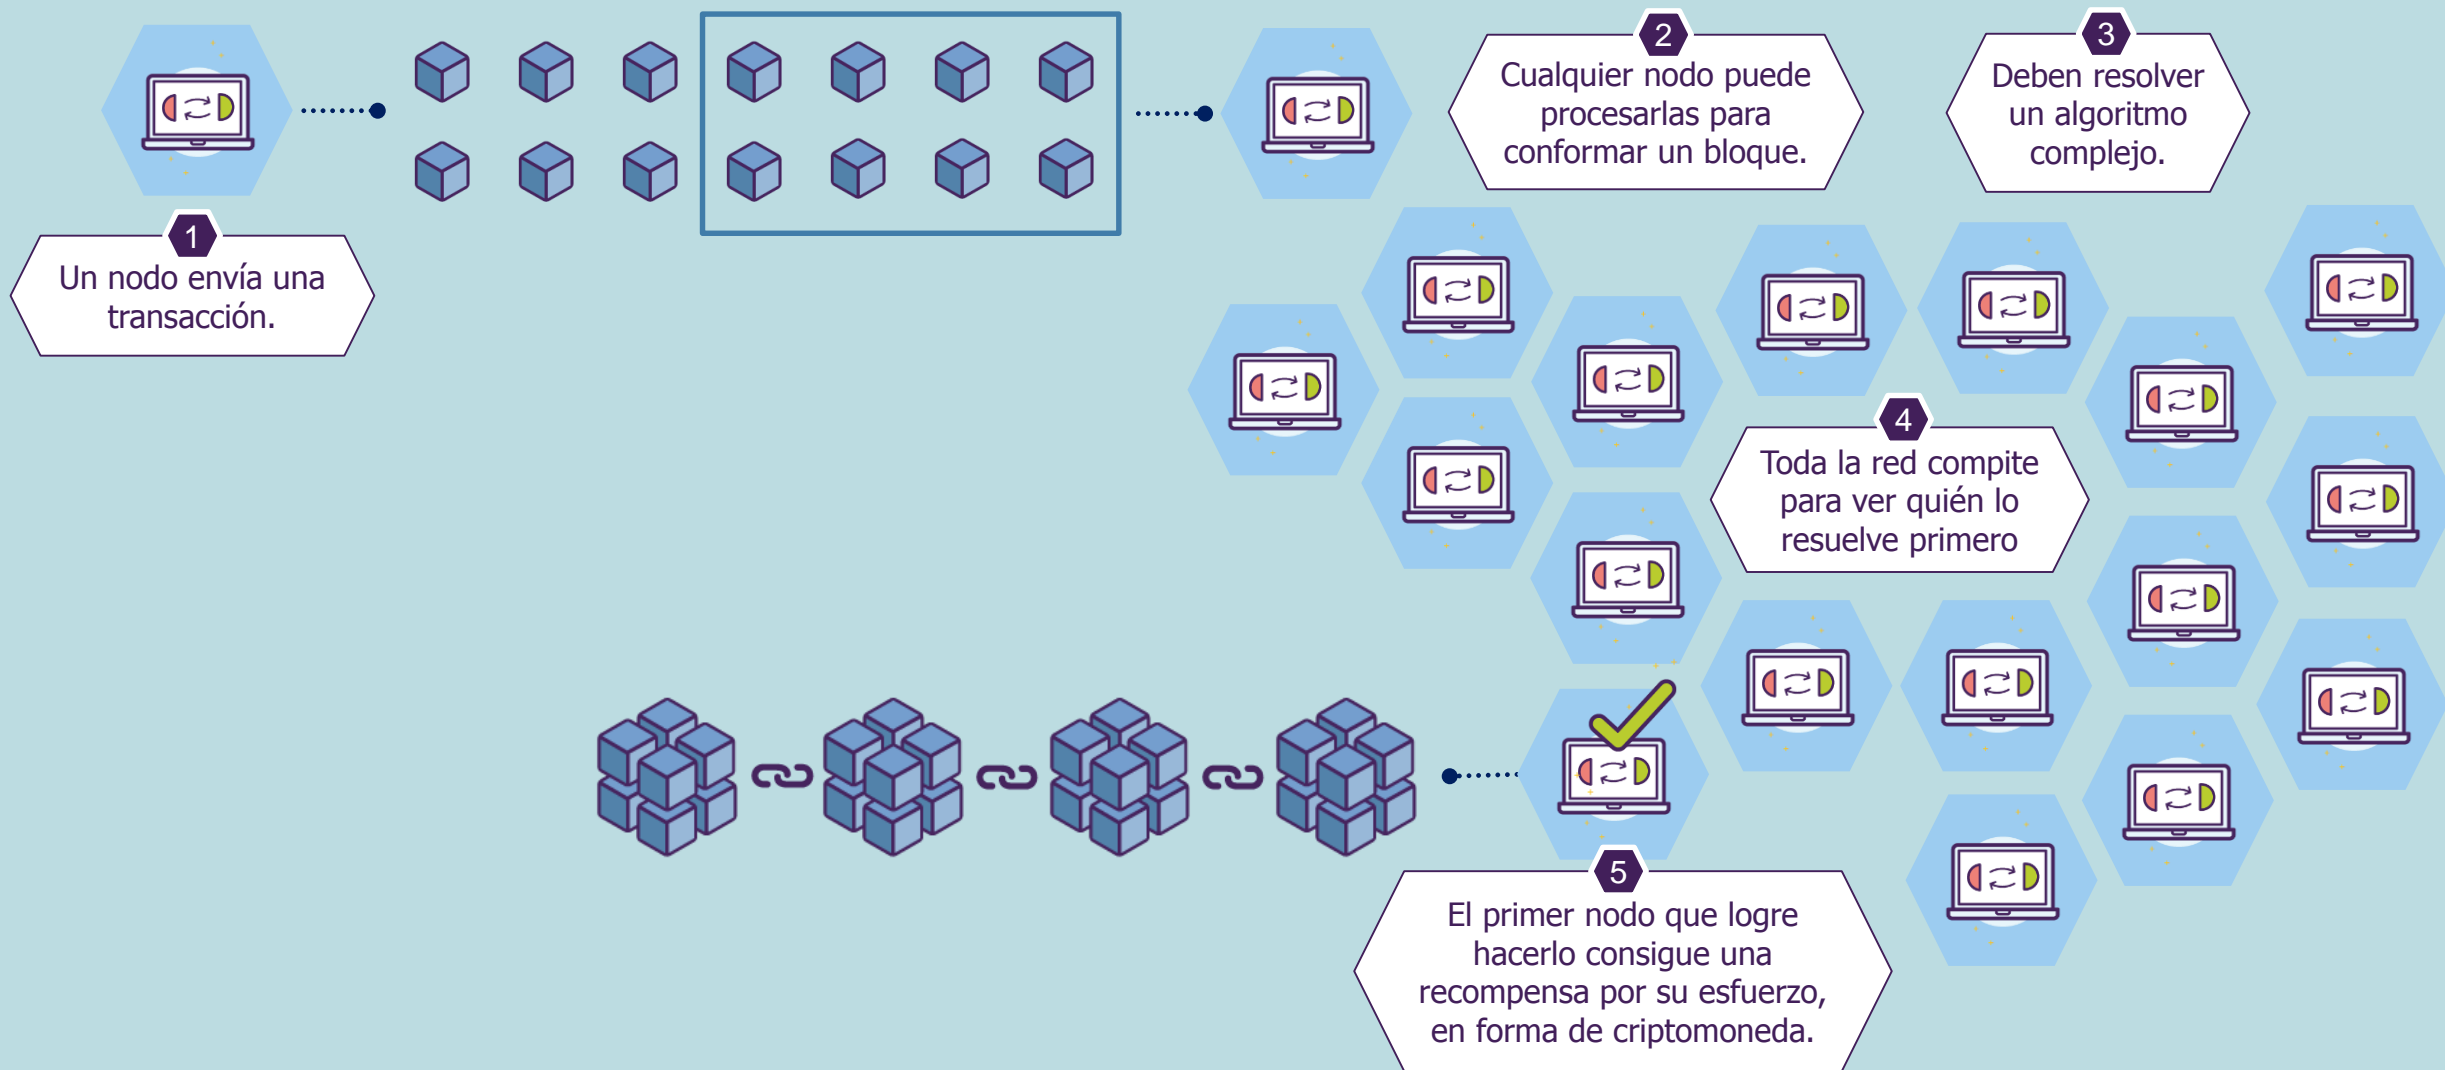 1
Un nodo envía una
transacción.
2
Cualquier nodo puede
procesarlas para
conformar un bloque.
3
Deben resolver
un algoritmo
complejo.
4
Toda la red compite
para ver quién lo
resuelve primero
5
El primer nodo que logre
hacerlo consigue una
recompensa por su esfuerzo,
en forma de criptomoneda.